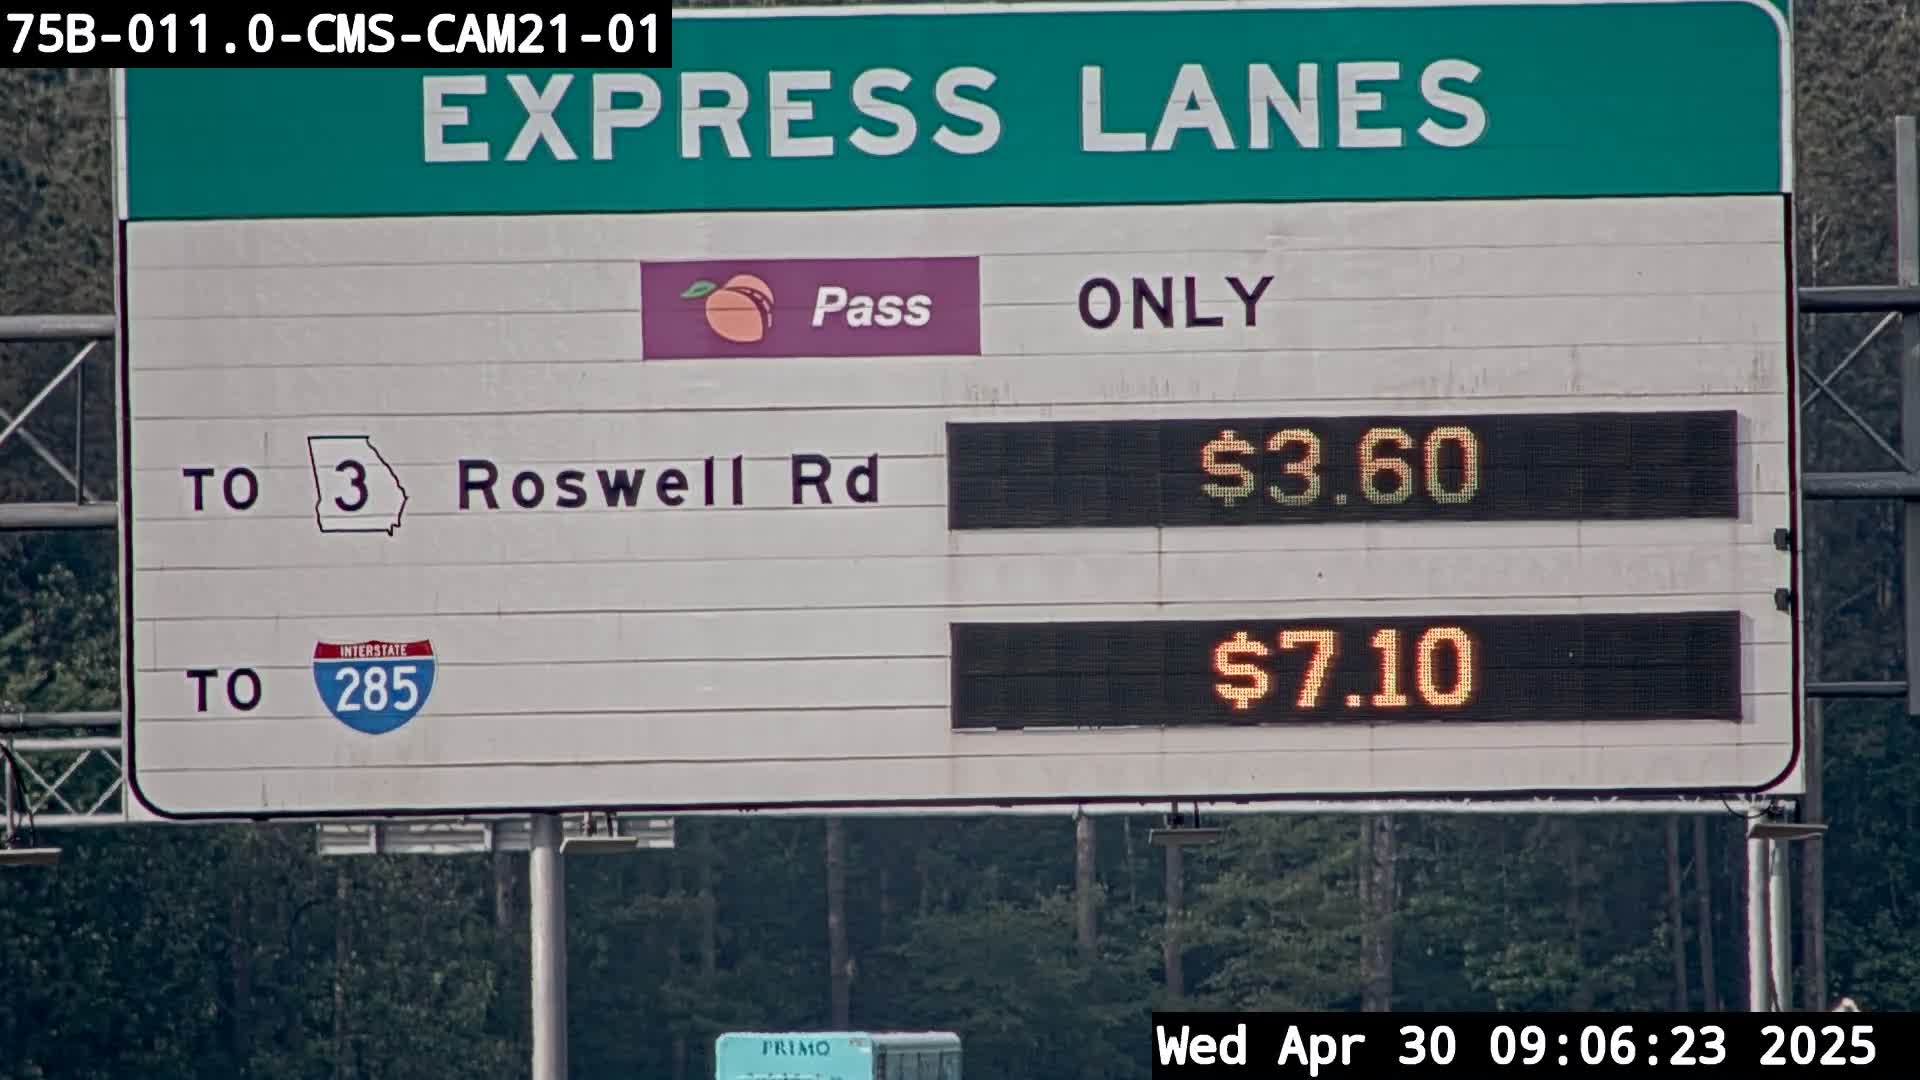 75B-011.0-CMS-CAM21-01
EXPRESS LANES
Pass ONLY
TO 3 Roswell Rd $3.60
TO INTERSTATE 285 $7.10
PRIMO
Wed Apr 30 09:06:23 2025